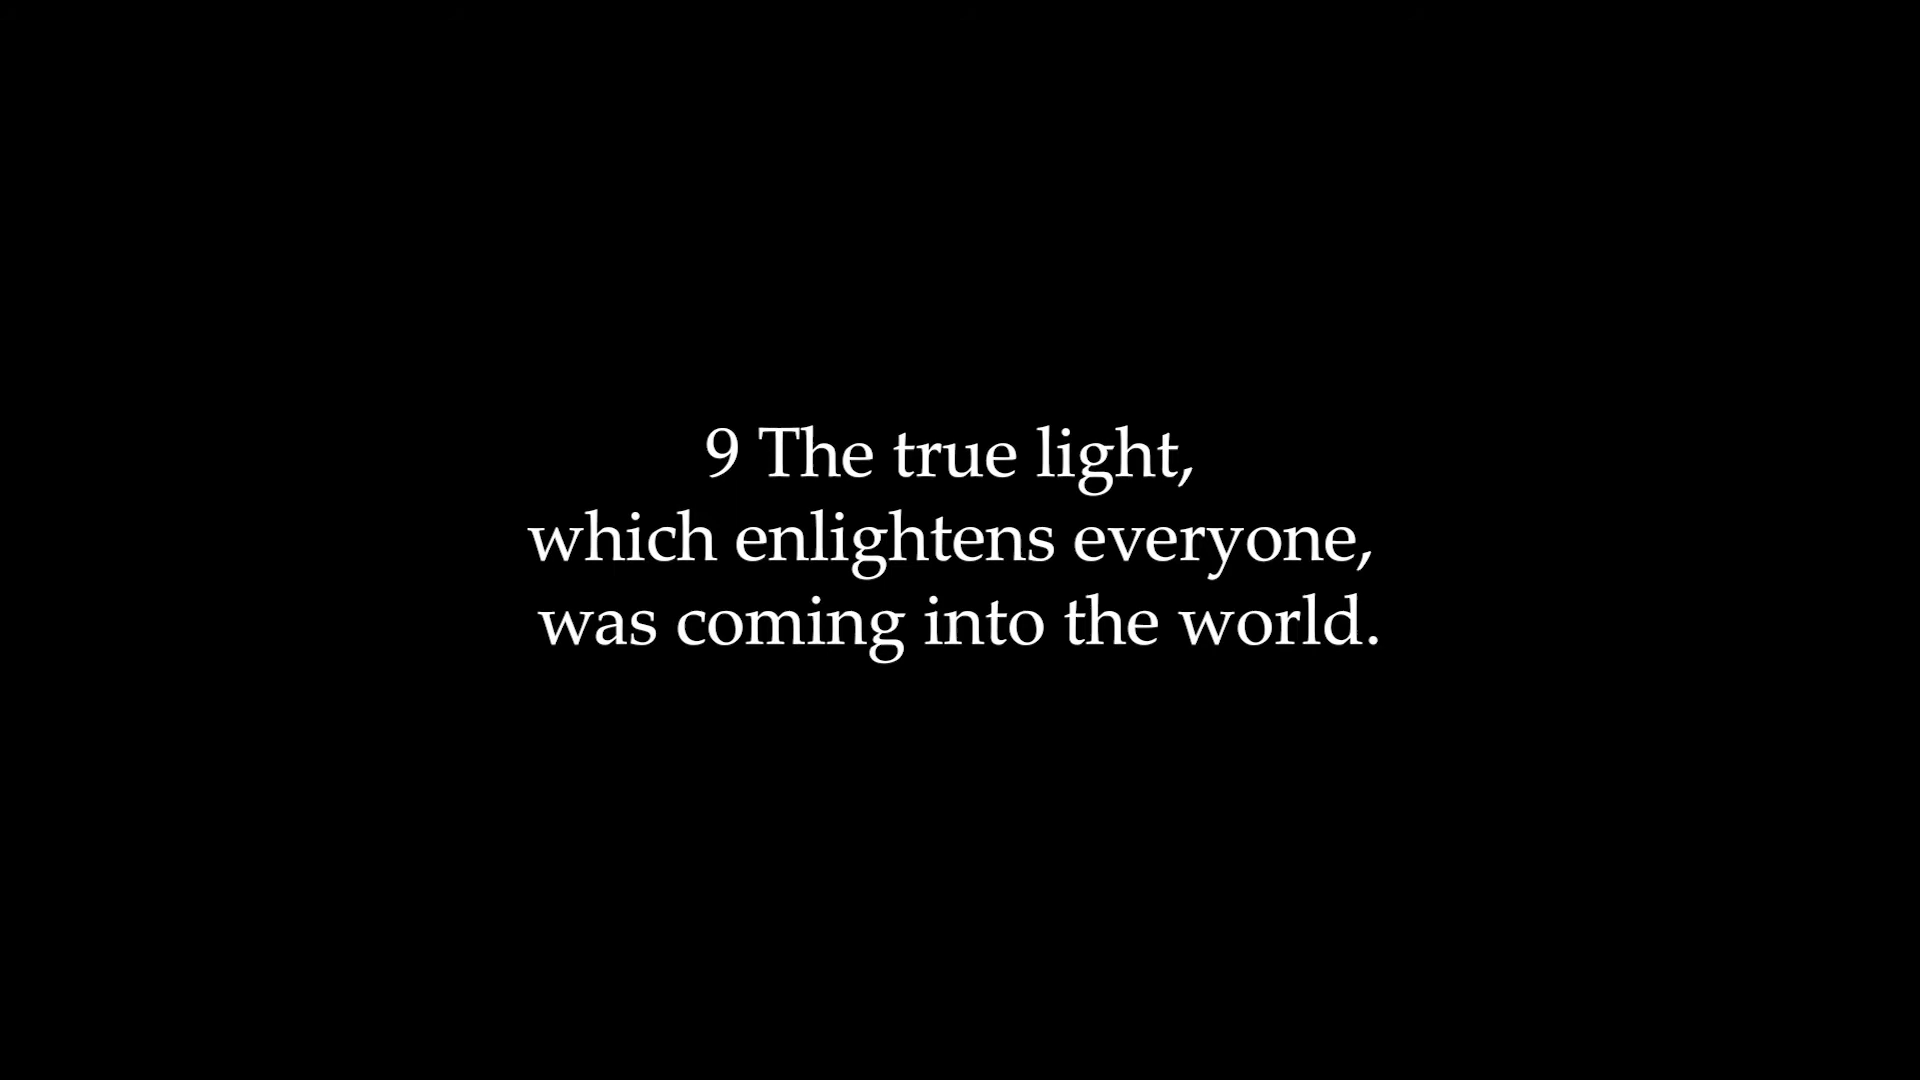 9 The true light,
which enlightens everyone,
was coming into the world.